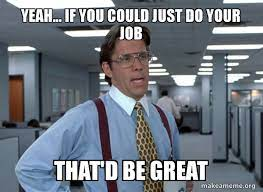 YEAH... IF YOU COULD JUST DO YOUR
JOB
THAT'D BE GREAT
makeameme.org